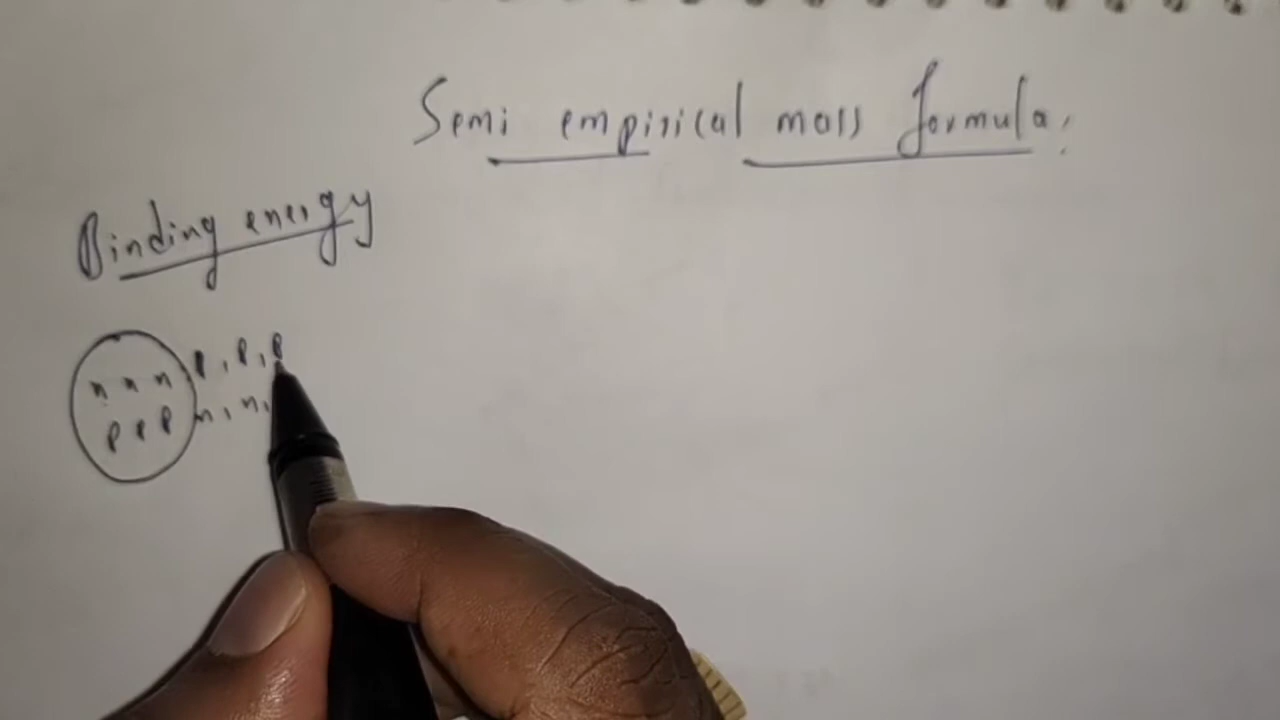 Semi empirical mass formula:
Binding energy
n n n p, p, p
p p p n, n,